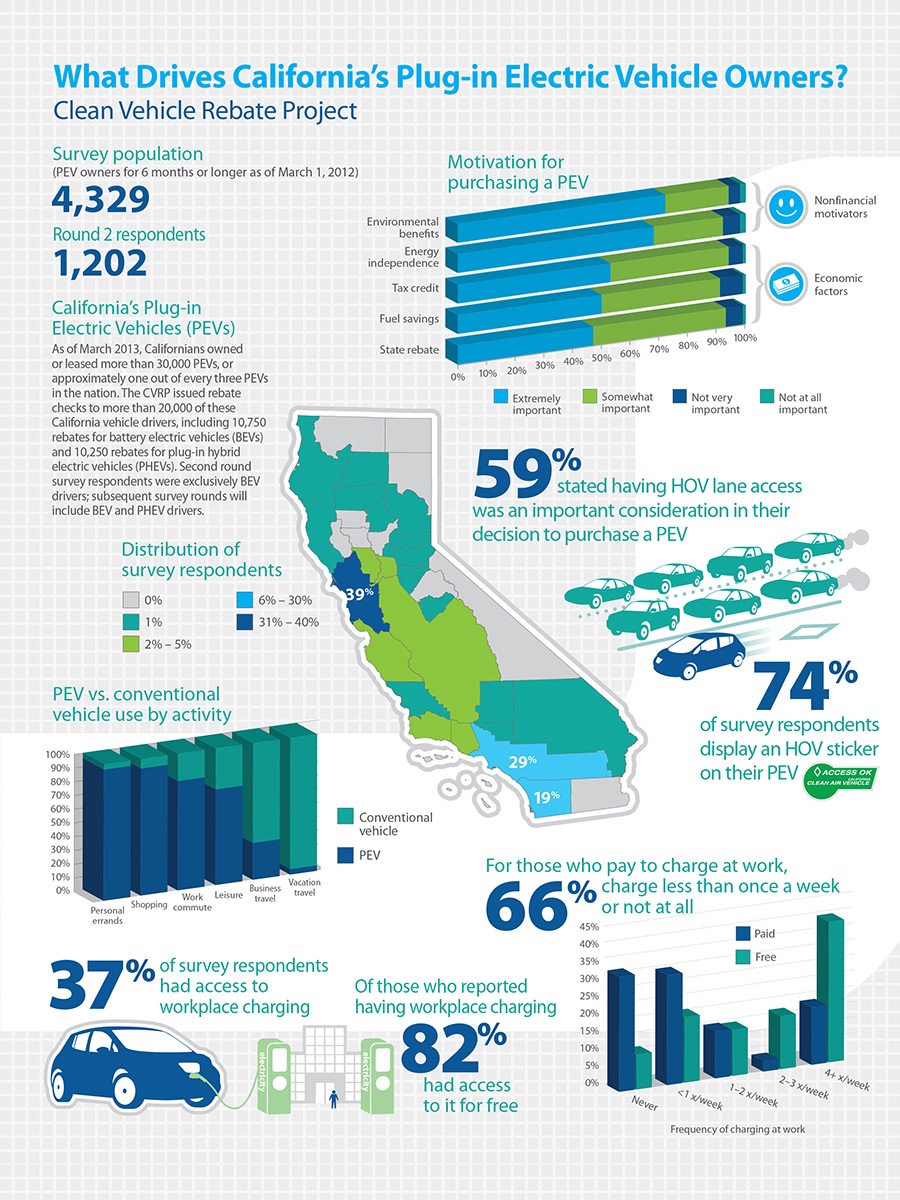 What Drives California's Plug-in Electric Vehicle Owners?
Clean Vehicle Rebate Project
Survey population
(PEV owners for 6 months or longer as of March 1, 2012)
4,329
Round 2 respondents
1,202
California's Plug-in
Electric Vehicles (PEVs)
As of March 2013, Californians owned
or leased more than 30,000 PEVs, or
approximately one out of every three PEVs
in the nation. The CVRP issued rebate
checks to more than 20,000 of these
California vehicle drivers, including 10,750
rebates for battery electric vehicles (BEVs)
and 10,250 rebates for plug-in hybrid
electric vehicles (PHEVs). Second round
survey respondents were exclusively BEV
drivers; subsequent survey rounds will
include BEV and PHEV drivers.
Motivation for
purchasing a PEV
Environmental
benefits
Energy
independence
Tax credit
Fuel savings
State rebate
0% 10% 20% 30% 40% 50% 60% 70% 80% 90% 100%
Nonfinancial
motivators
Economic
factors
Extremely
important
Somewhat
important
Not very
important
Not at all
important
59%
stated having HOV lane access
was an important consideration in their
decision to purchase a PEV
Distribution of
survey respondents
0%
1%
2% – 5%
6% – 30%
31% – 40%
39%
29%
19%
74%
of survey respondents
display an HOV sticker
on their PEV
ACCESS OK
CALIFORNIA
CLEAN AIR VEHICLE
PEV vs. conventional
vehicle use by activity
100%
90%
80%
70%
60%
50%
40%
30%
20%
10%
0%
Personal
errands
Shopping
Work
commute
Leisure
Business
travel
Vacation
travel
Conventional
vehicle
PEV
For those who pay to charge at work,
66%
charge less than once a week
or not at all
45%
40%
35%
30%
25%
20%
15%
10%
5%
0%
Paid
Free
Never
<1 x/week
1–2 x/week
2–3 x/week
4+ x/week
Frequency of charging at work
37%
of survey respondents
had access to
workplace charging
electricity
electricity
Of those who reported
having workplace charging
82%
had access
to it for free